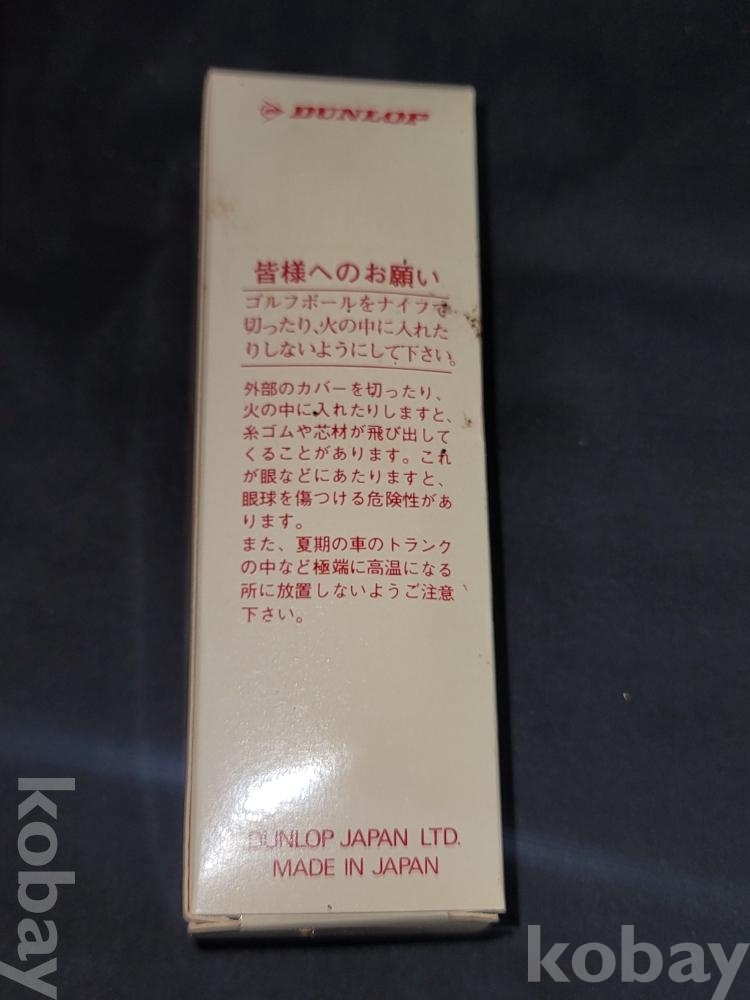 DUNLOP
皆様へのお願い
ゴルフボールをナイフで
切ったり、火の中に入れた
りしないようにして下さい。
外部のカバーを切ったり、
火の中に入れたりしますと、
糸ゴムや芯材が飛び出して
くることがあります。これ
が眼などにあたりますと、
眼球を傷つける危険性があ
ります。
また、夏期の車のトランク
の中など極端に高温になる
所に放置しないようご注意
下さい。
DUNLOP JAPAN LTD.
MADE IN JAPAN
kobay
kobay